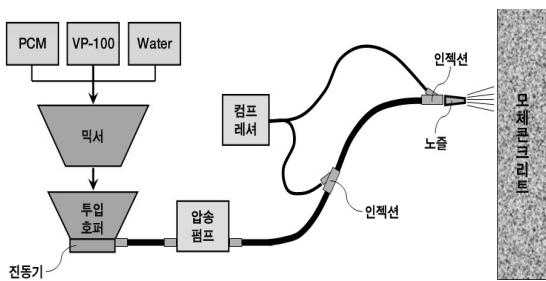 PCM
VP-100
Water
믹서
투입
호퍼
진동기
압송
펌프
컴프
레셔
인젝션
인젝션
노즐
모체콘크리트